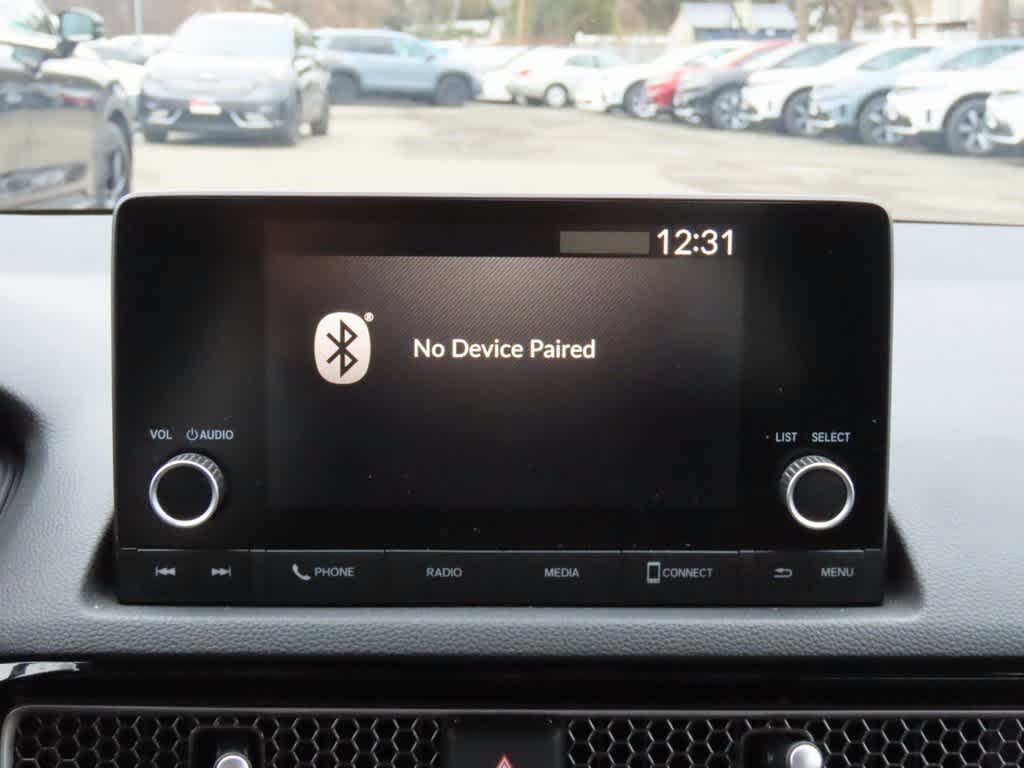 12:31
®
No Device Paired
VOL AUDIO
LIST SELECT
PHONE RADIO MEDIA CONNECT MENU